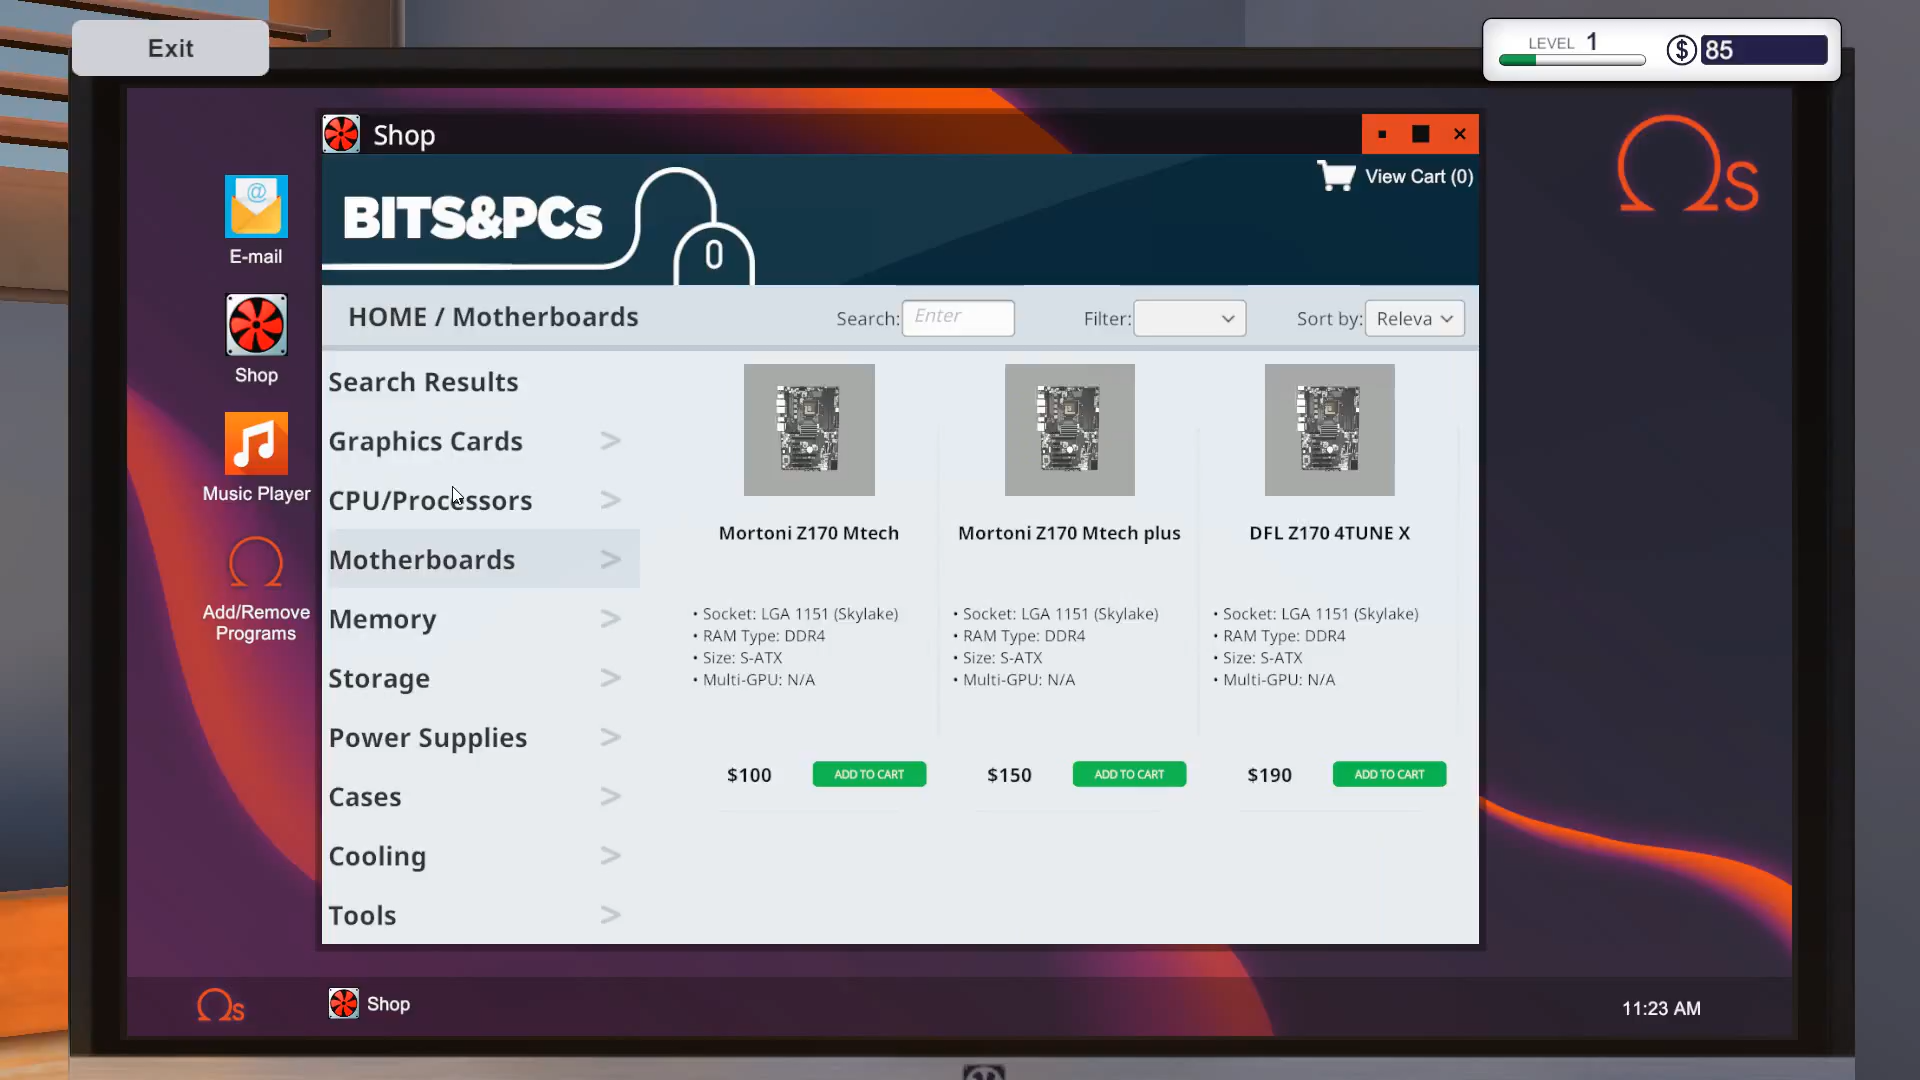 Exit
LEVEL 1
$ 85
Shop
View Cart (0)
BITS&PCs
HOME / Motherboards
Search: Enter
Filter:
Sort by: Releva
E-mail
Shop
Music Player
Add/Remove
Programs
Search Results
Graphics Cards >
CPU/Processors >
Motherboards >
Memory >
Storage >
Power Supplies >
Cases >
Cooling >
Tools >
Mortoni Z170 Mtech
• Socket: LGA 1151 (Skylake)
• RAM Type: DDR4
• Size: S-ATX
• Multi-GPU: N/A
$100
ADD TO CART
Mortoni Z170 Mtech plus
• Socket: LGA 1151 (Skylake)
• RAM Type: DDR4
• Size: S-ATX
• Multi-GPU: N/A
$150
ADD TO CART
DFL Z170 4TUNE X
• Socket: LGA 1151 (Skylake)
• RAM Type: DDR4
• Size: S-ATX
• Multi-GPU: N/A
$190
ADD TO CART
Ωs
Ωs
Shop
11:23 AM